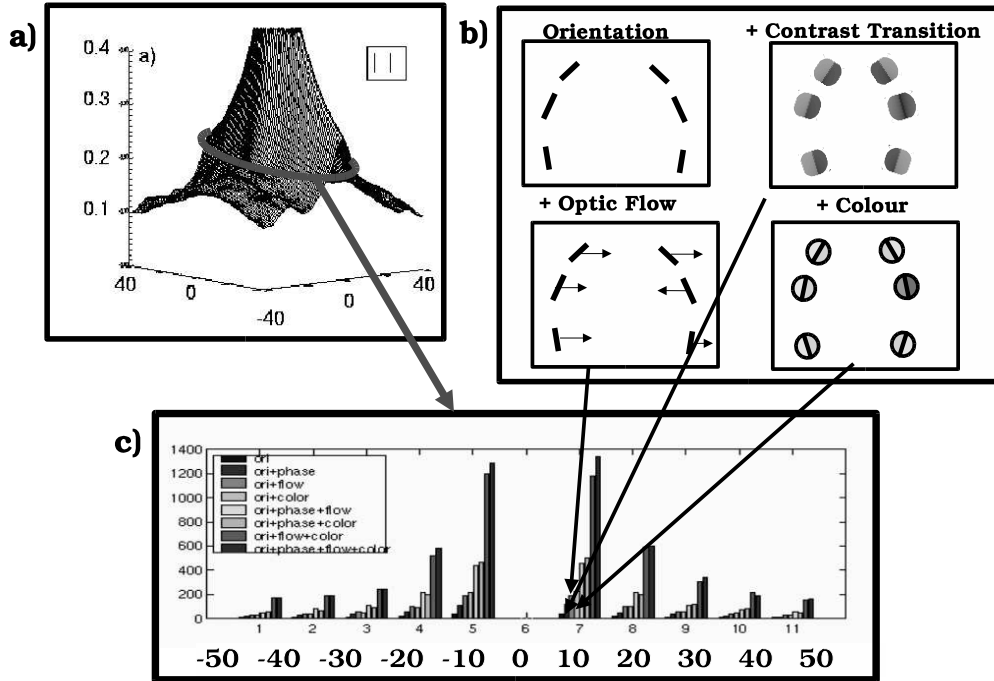 a)
a)
0.4
0.3
0.2
0.1
40
0
-40
0
40
b)
Orientation
+ Contrast Transition
+ Optic Flow
+ Colour
c)
1400
1200
1000
800
600
400
200
0
ori
ori+phase
ori+flow
ori+color
ori+phase+flow
ori+phase+color
ori+flow+color
ori+phase+flow+color
1 2 3 4 5 6 7 8 9 10 11
-50 -40 -30 -20 -10 0 10 20 30 40 50